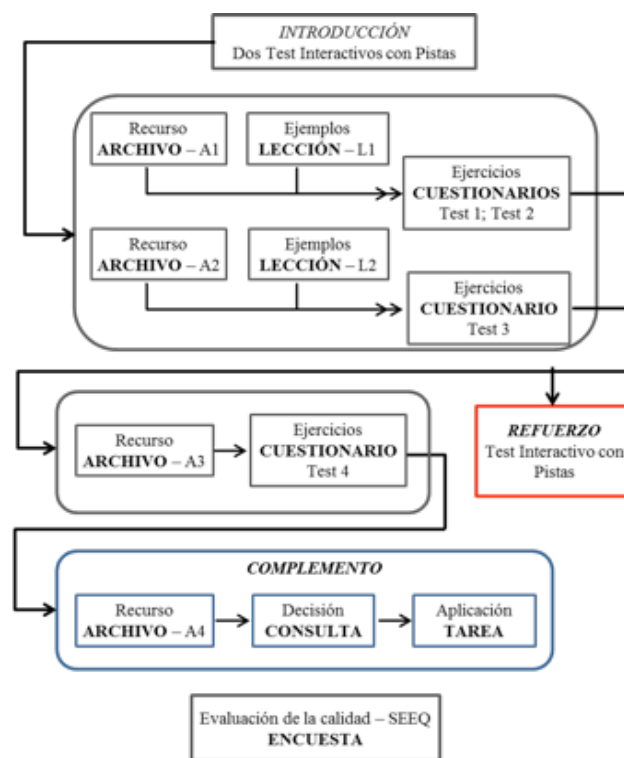 INTRODUCCIÓN
Dos Test Interactivos con Pistas
Recurso
ARCHIVO – A1
Ejemplos
LECCIÓN – L1
Ejercicios
CUESTIONARIOS
Test 1; Test 2
Recurso
ARCHIVO – A2
Ejemplos
LECCIÓN – L2
Ejercicios
CUESTIONARIO
Test 3
Recurso
ARCHIVO – A3
Ejercicios
CUESTIONARIO
Test 4
REFUERZO
Test Interactivo con
Pistas
COMPLEMENTO
Recurso
ARCHIVO – A4
Decisión
CONSULTA
Aplicación
TAREA
Evaluación de la calidad – SEEQ
ENCUESTA